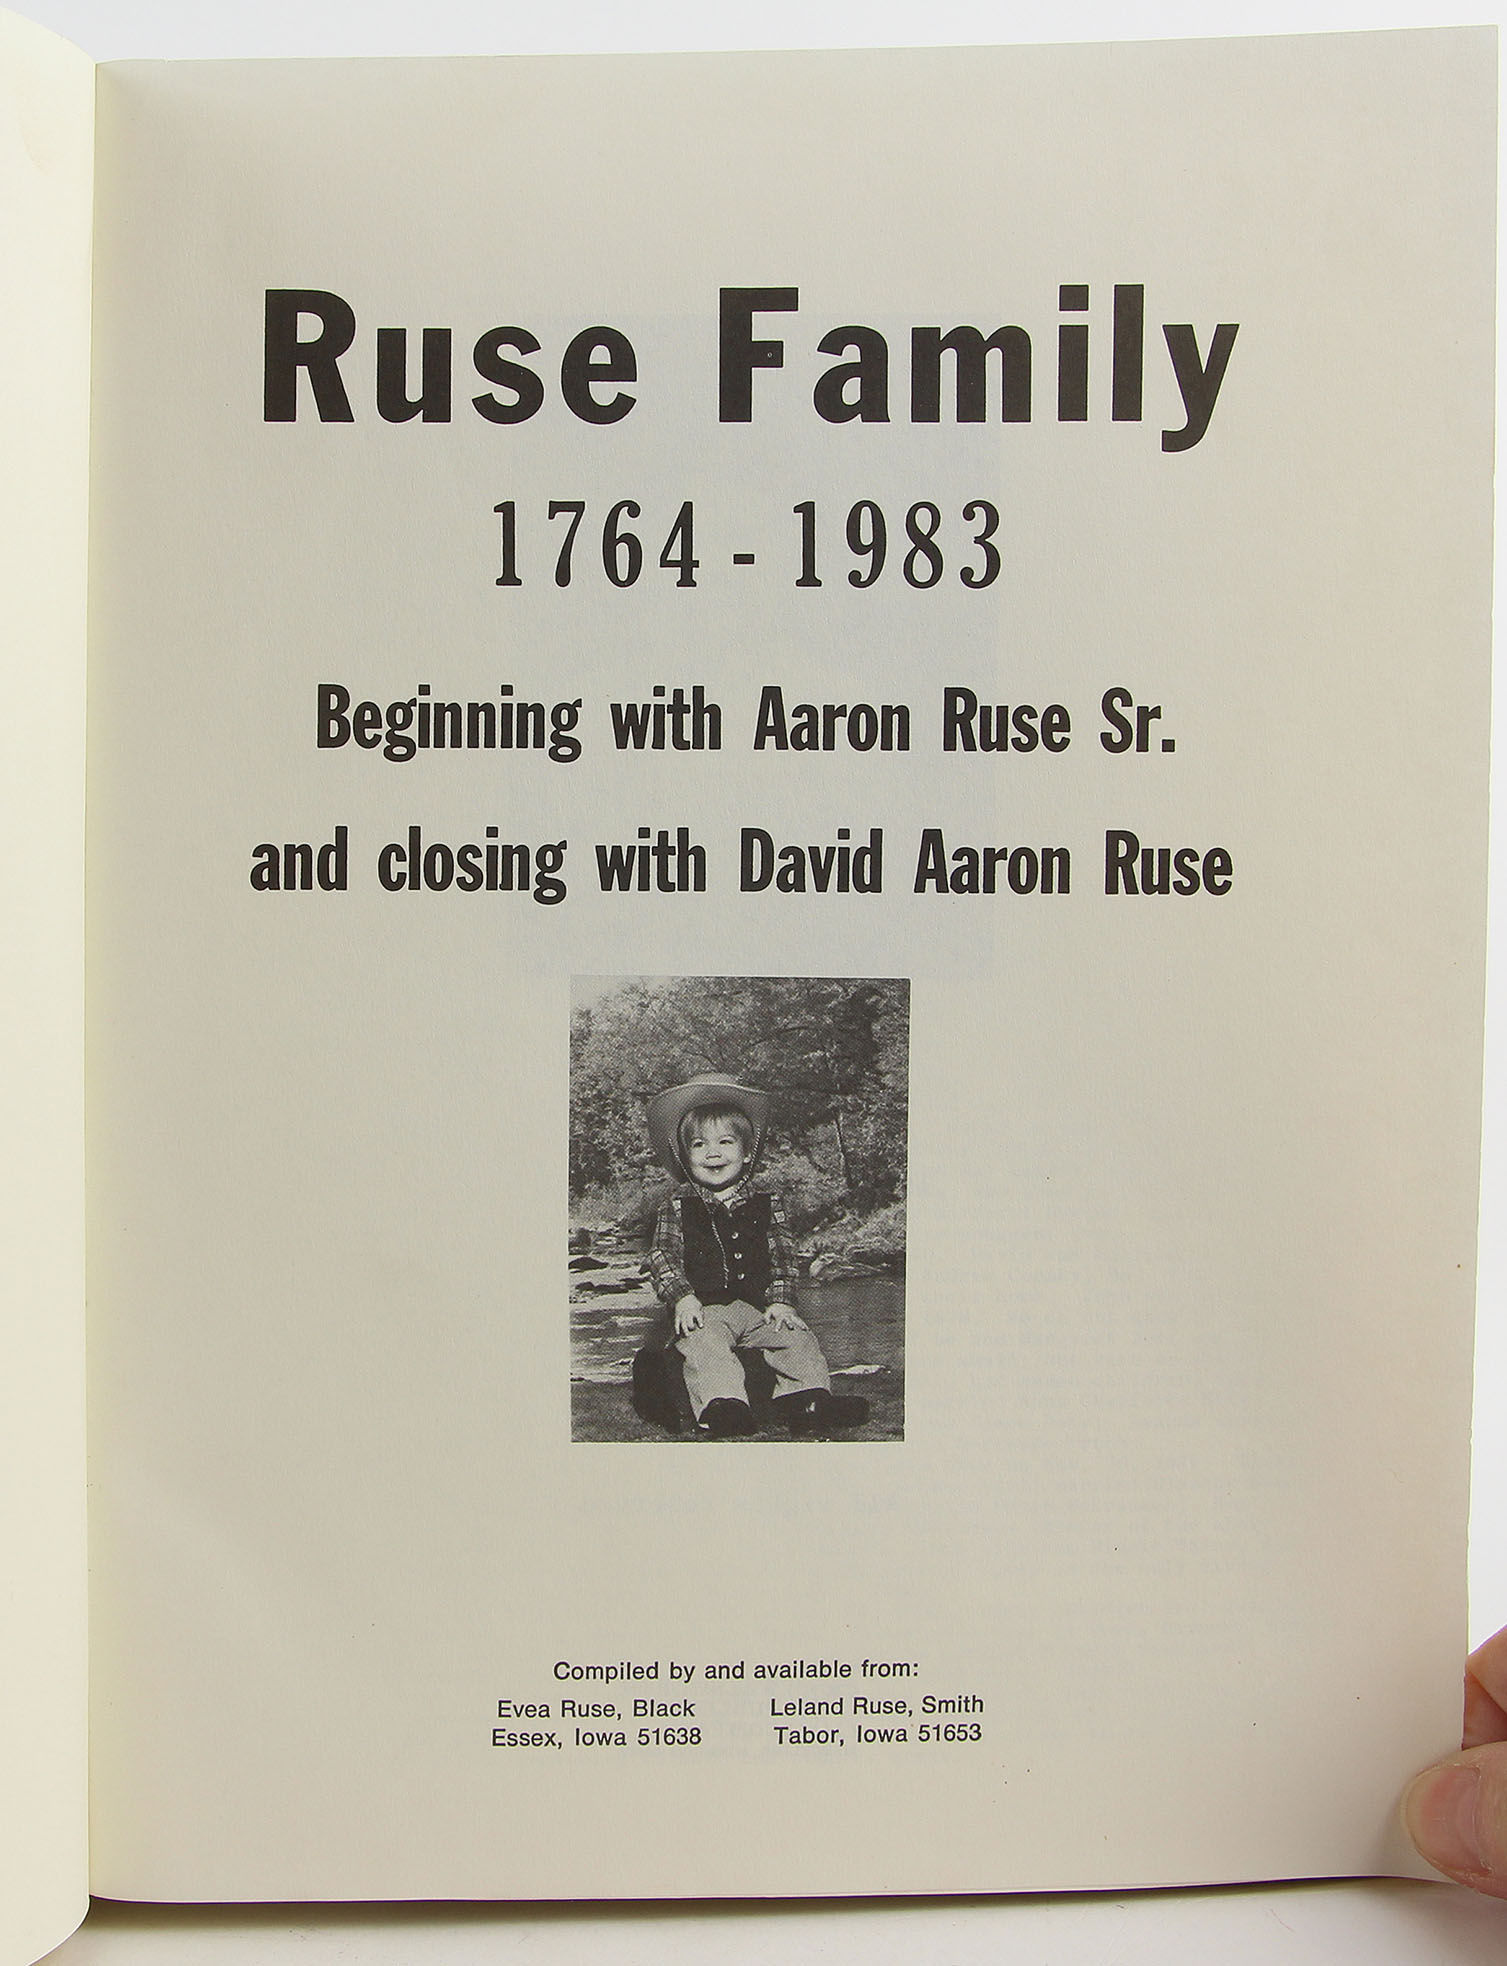 Ruse Family
1764 - 1983
Beginning with Aaron Ruse Sr.
and closing with David Aaron Ruse
Compiled by and available from:
Evea Ruse, Black
Essex, Iowa 51638
Leland Ruse, Smith
Tabor, Iowa 51653